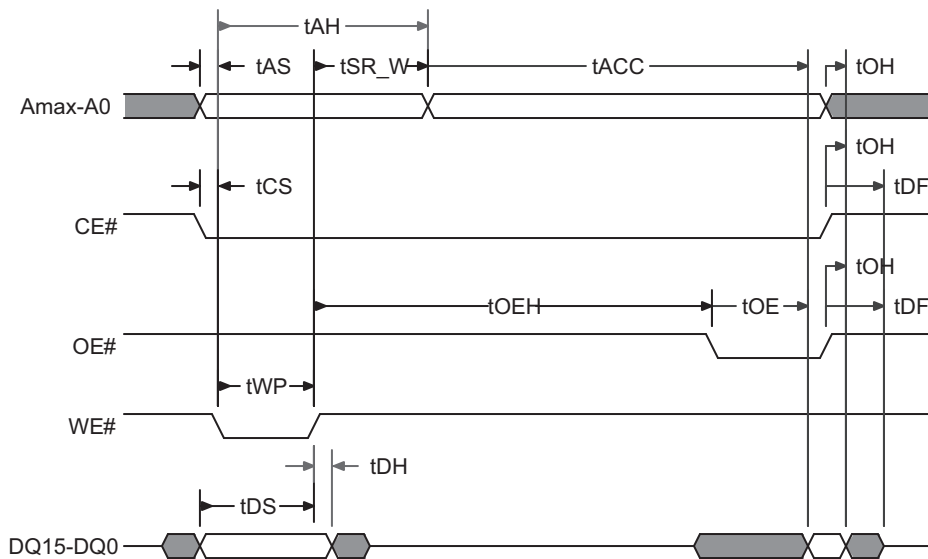 tAH
tAS tSR_W tACC tOH
Amax-A0
tOH
tCS tDF
CE#
tOH
tOEH tOE tDF
OE#
tWP
WE#
tDH
tDS
DQ15-DQ0